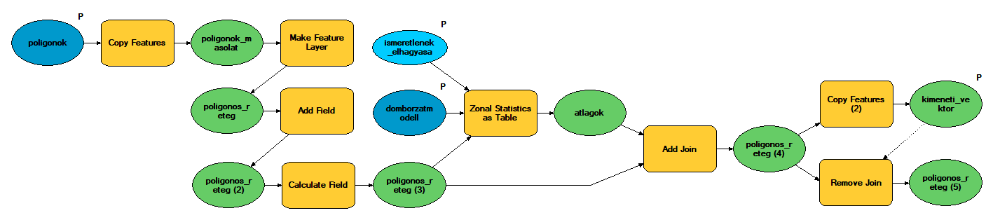 P
poligonok
Copy Features
poligonok_m
asolat
Make Feature
Layer
poligonos_r
eteg
Add Field
poligonos_r
eteg (2)
Calculate Field
poligonos_r
eteg (3)
P
ismeretlenek
_elhagyasa
P
domborzatm
odell
Zonal Statistics
as Table
atlagok
Add Join
poligonos_r
eteg (4)
Copy Features
(2)
P
kimeneti_ve
ktor
Remove Join
poligonos_r
eteg (5)